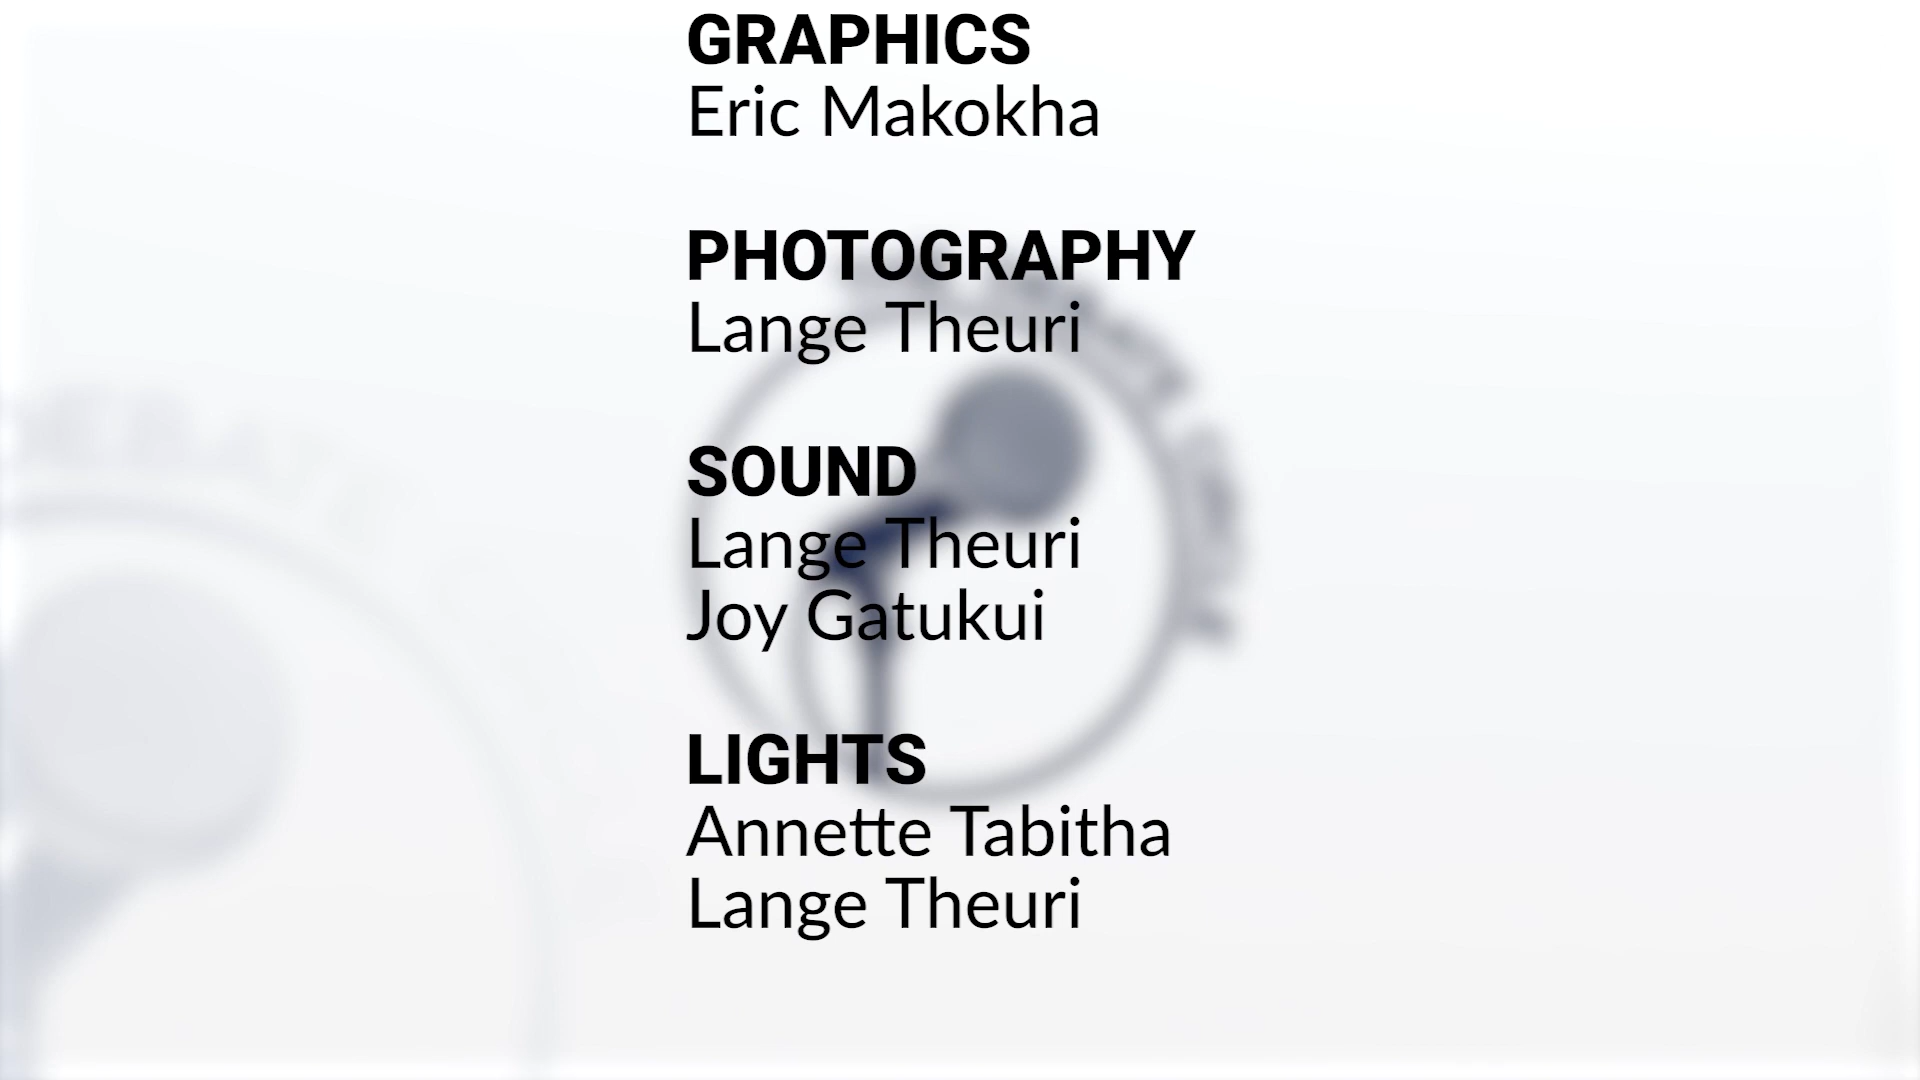 GRAPHICS
Eric Makokha
PHOTOGRAPHY
Lange Theuri
SOUND
Lange Theuri
Joy Gatukui
LIGHTS
Annette Tabitha
Lange Theuri